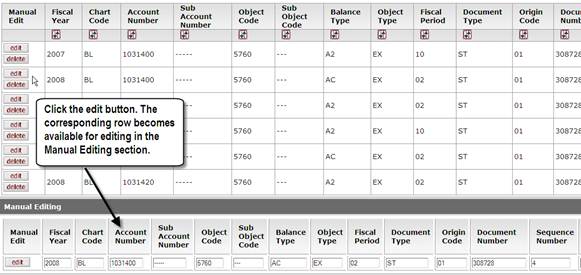 Manual Edit Fiscal Year Chart Code Account Number Sub Account Number Object Code Sub Object Code Balance Type Object Type Fiscal Period Document Type Origin Code Docu Num
edit delete 2007 BL 1031400 ----- 5760 --- A2 EX 10 ST 01 308728
edit delete 2008 BL 1031400 ----- 5760 --- AC EX 02 ST 01 308728
edit delete ----- 5760 --- A2 EX 02 ST 01 308728
edit delete ----- 5760 --- A2 EX 10 ST 01 308728
edit delete ----- 5760 --- AC EX 02 ST 01 308728
edit delete 2008 BL 1031420 ----- 5760 --- A2 EX 02 ST 01 308728
Click the edit button. The
corresponding row becomes
available for editing in the
Manual Editing section.
Manual Editing
Manual Edit Fiscal Year Chart Code Account Number Sub Account Number Object Code Sub Object Code Balance Type Object Type Fiscal Period Document Type Origin Code Document Number Sequence Number
edit 2008 BL 1031400 ----- 5760 --- AC EX 02 ST 01 308728 4